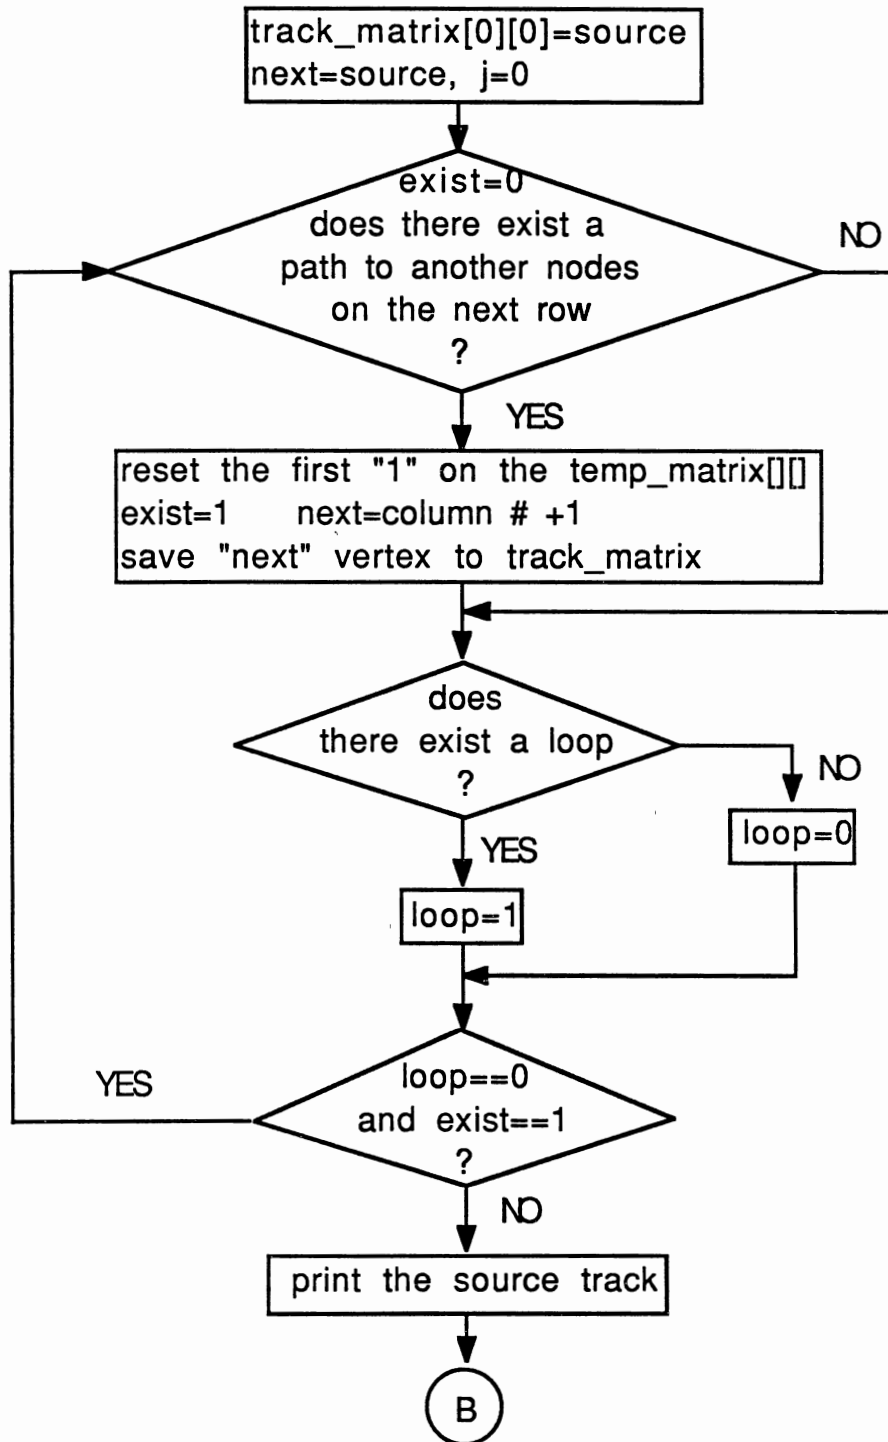 track_matrix[0][0]=source
next=source, j=0
exist=0
does there exist a
path to another nodes
on the next row
?
NO
YES
reset the first "1" on the temp_matrix[][]
exist=1 next=column # +1
save "next" vertex to track_matrix
does
there exist a loop
?
NO
loop=0
YES
loop=1
loop==0
and exist==1
?
YES
NO
print the source track
B